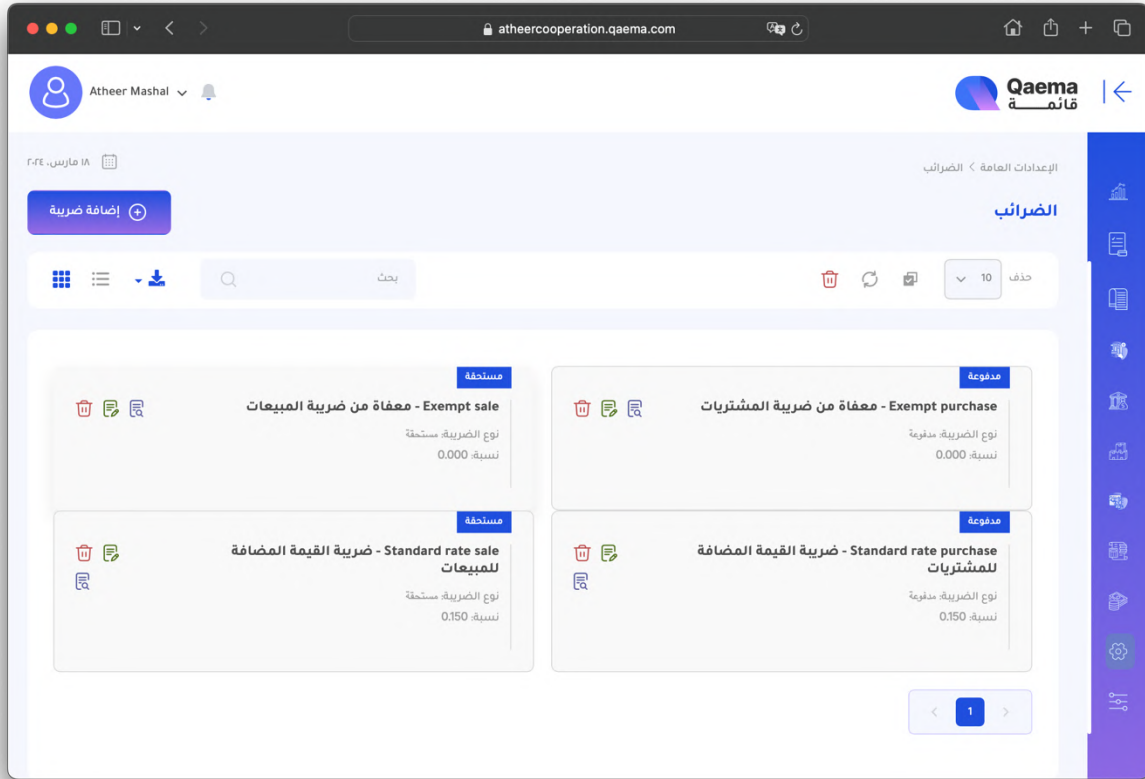 atheercooperation.qaema.com
Atheer Mashal
Qaema
قائمة
الإعدادات العامة > الضرائب
١٨ مارس، ٢٠٢٤
الضرائب
إضافة ضريبة
حذف
10
بحث
مدفوعة
Exempt purchase - معفاة من ضريبة المشتريات
نوع الضريبة: مدفوعة
نسبة: 0.000
مستحقة
Exempt sale - معفاة من ضريبة المبيعات
نوع الضريبة: مستحقة
نسبة: 0.000
مدفوعة
Standard rate purchase - ضريبة القيمة المضافة
للمشتريات
نوع الضريبة: مدفوعة
نسبة: 0.150
مستحقة
Standard rate sale - ضريبة القيمة المضافة
للمبيعات
نوع الضريبة: مستحقة
نسبة: 0.150
1